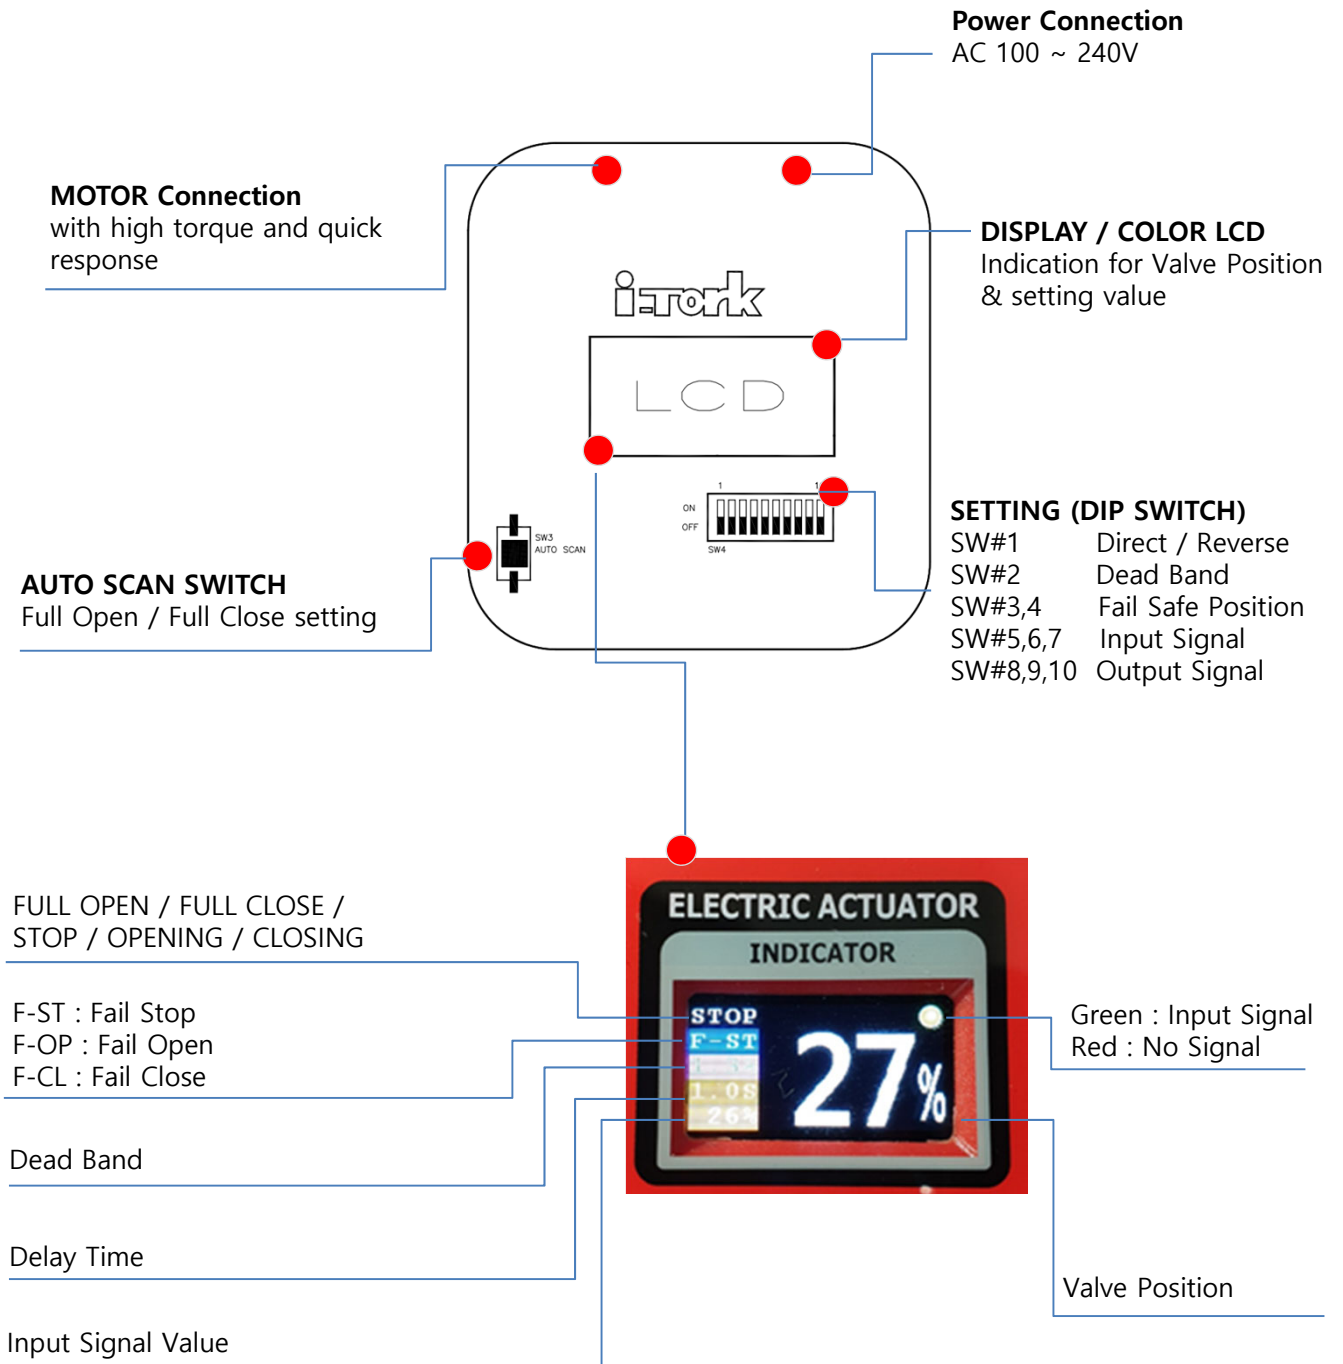 Power Connection
AC 100 ~ 240V
MOTOR Connection
with high torque and quick
response
DISPLAY / COLOR LCD
Indication for Valve Position
& setting value
i-Tork
LCD
1
1
ON
OFF
SW4
SW3
AUTO SCAN
SETTING (DIP SWITCH)
SW#1 Direct / Reverse
SW#2 Dead Band
SW#3,4 Fail Safe Position
SW#5,6,7 Input Signal
SW#8,9,10 Output Signal
AUTO SCAN SWITCH
Full Open / Full Close setting
FULL OPEN / FULL CLOSE /
STOP / OPENING / CLOSING
F-ST : Fail Stop
F-OP : Fail Open
F-CL : Fail Close
Dead Band
Delay Time
Input Signal Value
ELECTRIC ACTUATOR
INDICATOR
STOP
F-ST
1.0S
26%
27%
Green : Input Signal
Red : No Signal
Valve Position